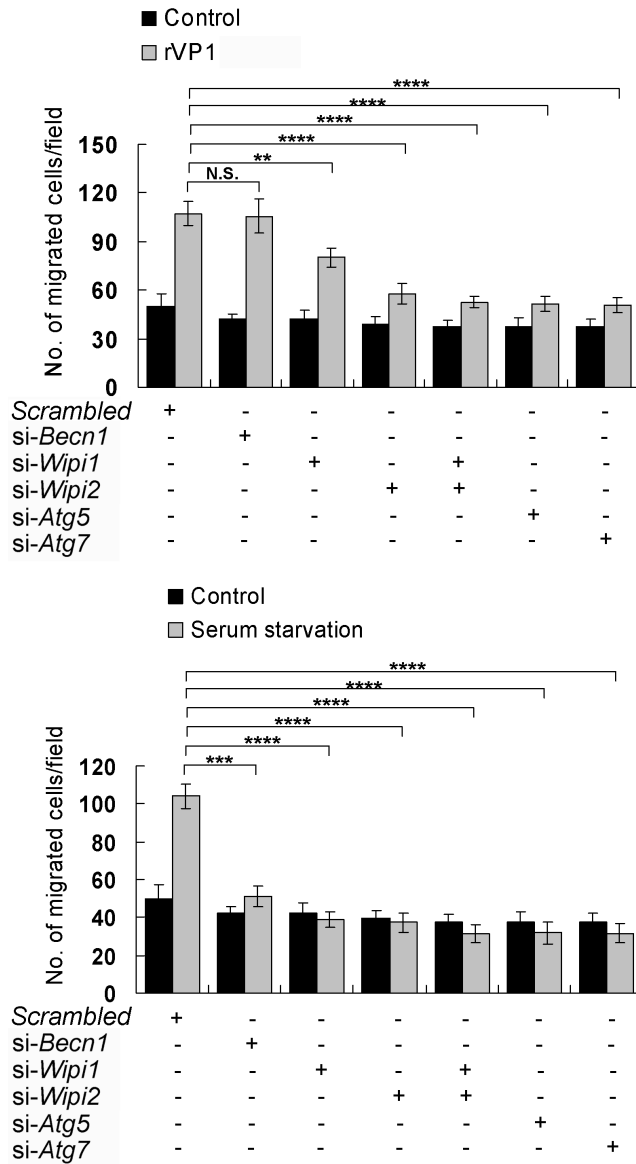 Control
rVP1
****
****
****
****
**
N.S.
No. of migrated cells/field
150
120
90
60
30
0
Scrambled + - - - - - -
si-Becn1 - + - - - - -
si-Wipi1 - - + - + - -
si-Wipi2 - - - + + - -
si-Atg5 - - - - - + -
si-Atg7 - - - - - - +
Control
Serum starvation
****
****
****
****
****
***
No. of migrated cells/field
120
100
80
60
40
20
0
Scrambled + - - - - - -
si-Becn1 - + - - - - -
si-Wipi1 - - + - + - -
si-Wipi2 - - - + + - -
si-Atg5 - - - - - + -
si-Atg7 - - - - - - +